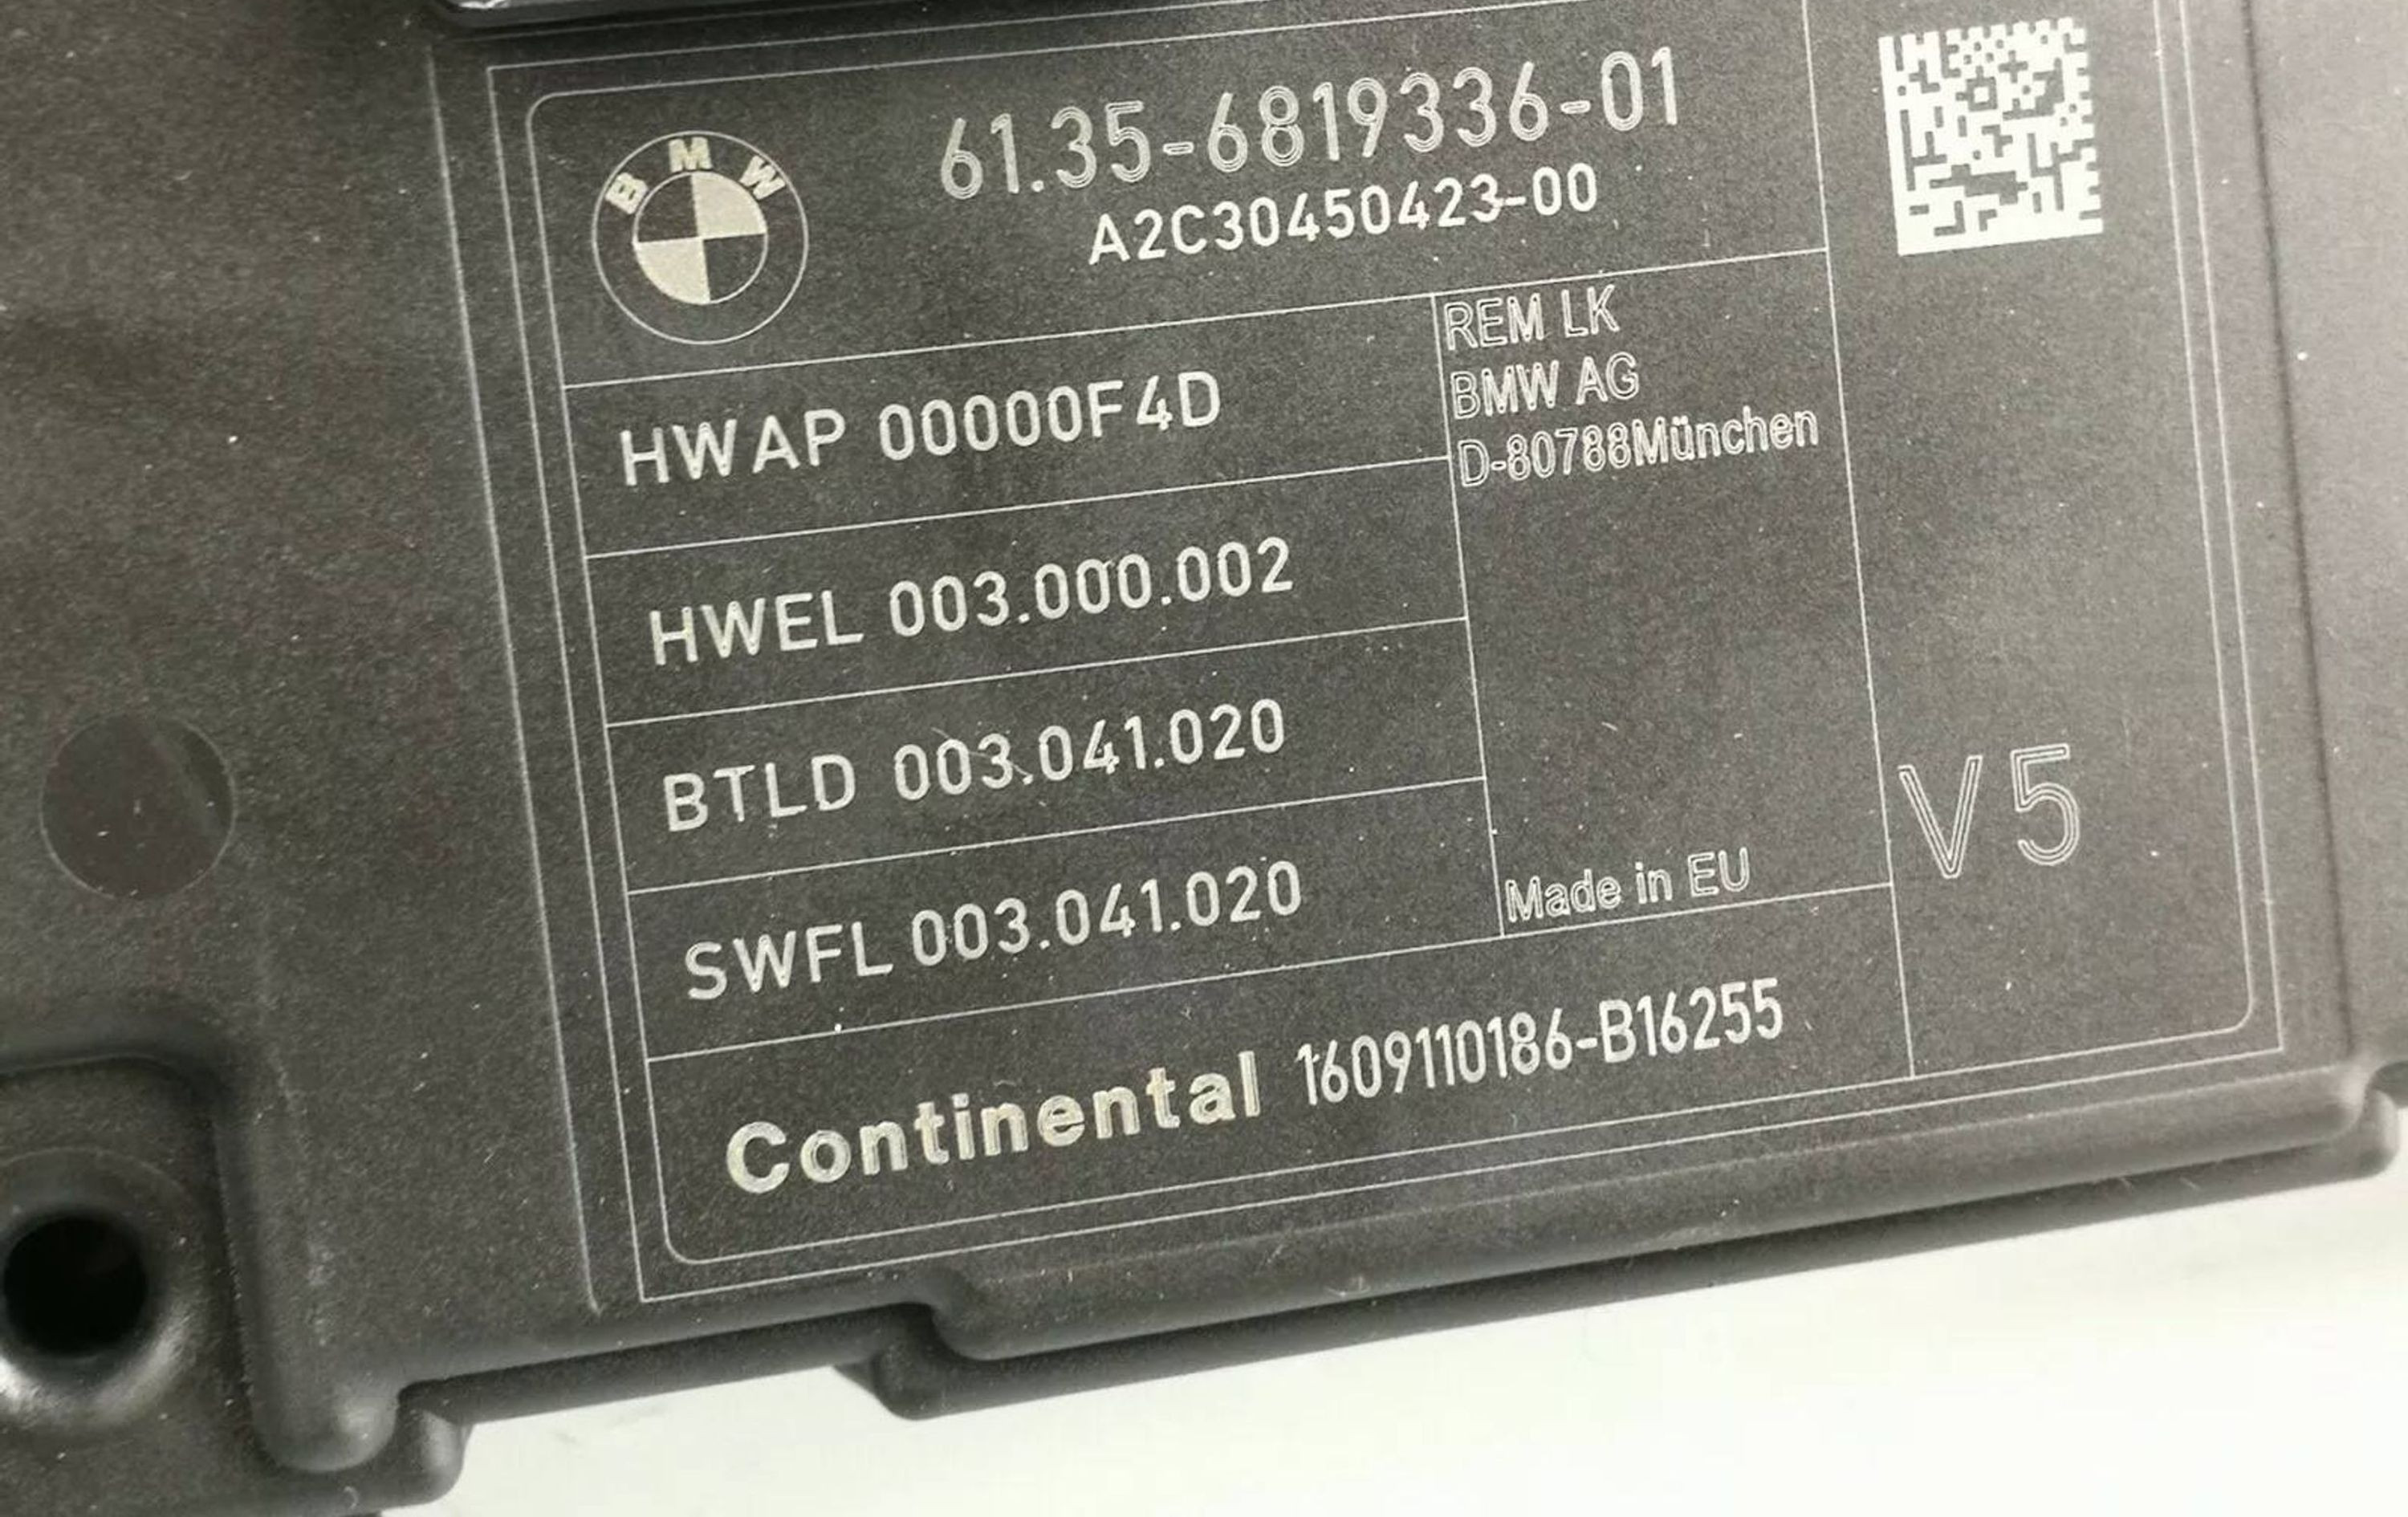 BMW
61.35-6819336-01
A2C30450423-00
HWAP 00000F4D
REM LK
BMW AG
D-80788München
HWEL 003.000.002
BTLD 003.041.020
SWFL 003.041.020
Made in EU
V5
Continental 1609110186-B16255